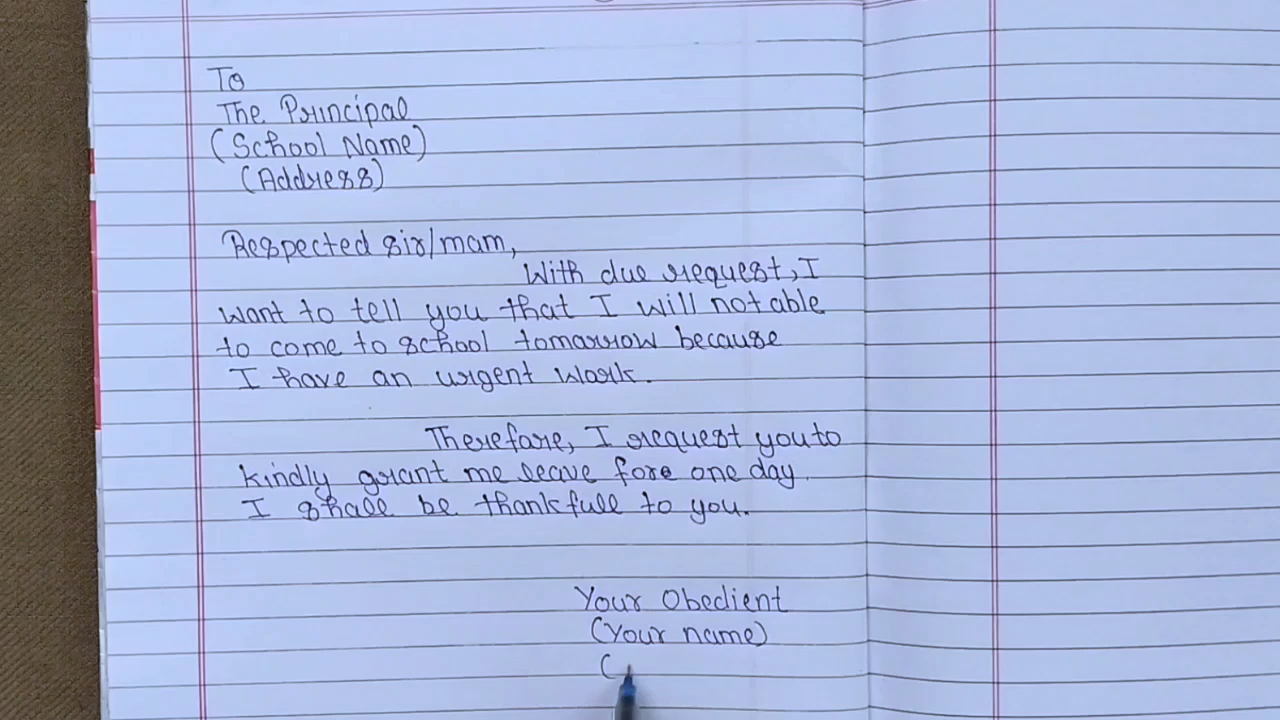 To
The Principal
(School Name)
(Address)
Respected sir/mam,
With due request, I
want to tell you that I will not able
to come to school tomarrow because
I have an urgent work.
Therefore, I request you to
kindly grant me leave fore one day.
I shall be thankfull to you.
Your Obedient
(Your name)
(